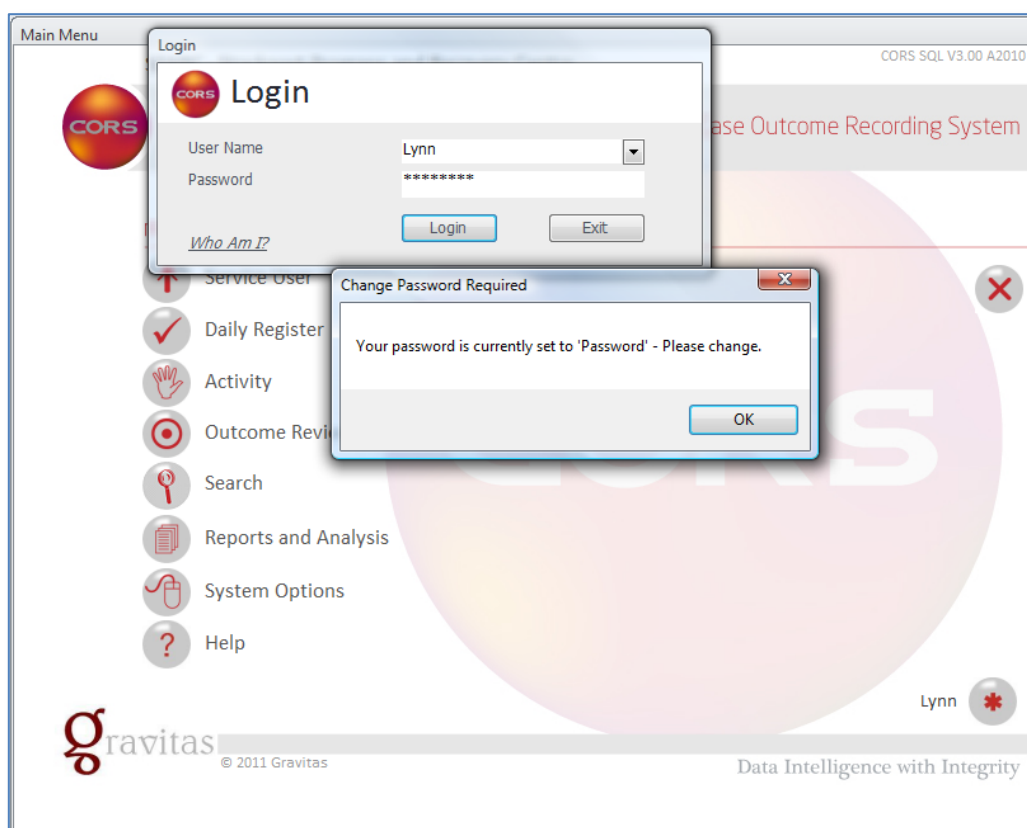 Main Menu
Login
CORS SQL V3.00 A2010
CORS
CORS
Login
ase Outcome Recording System
User Name
Lynn
Password
********
Login
Exit
Who Am I?
Service User
Change Password Required
Daily Register
Your password is currently set to 'Password' - Please change.
Activity
OK
Outcome Revi
CORS
Search
Reports and Analysis
System Options
Help
Lynn
gravitas
© 2011 Gravitas
Data Intelligence with Integrity